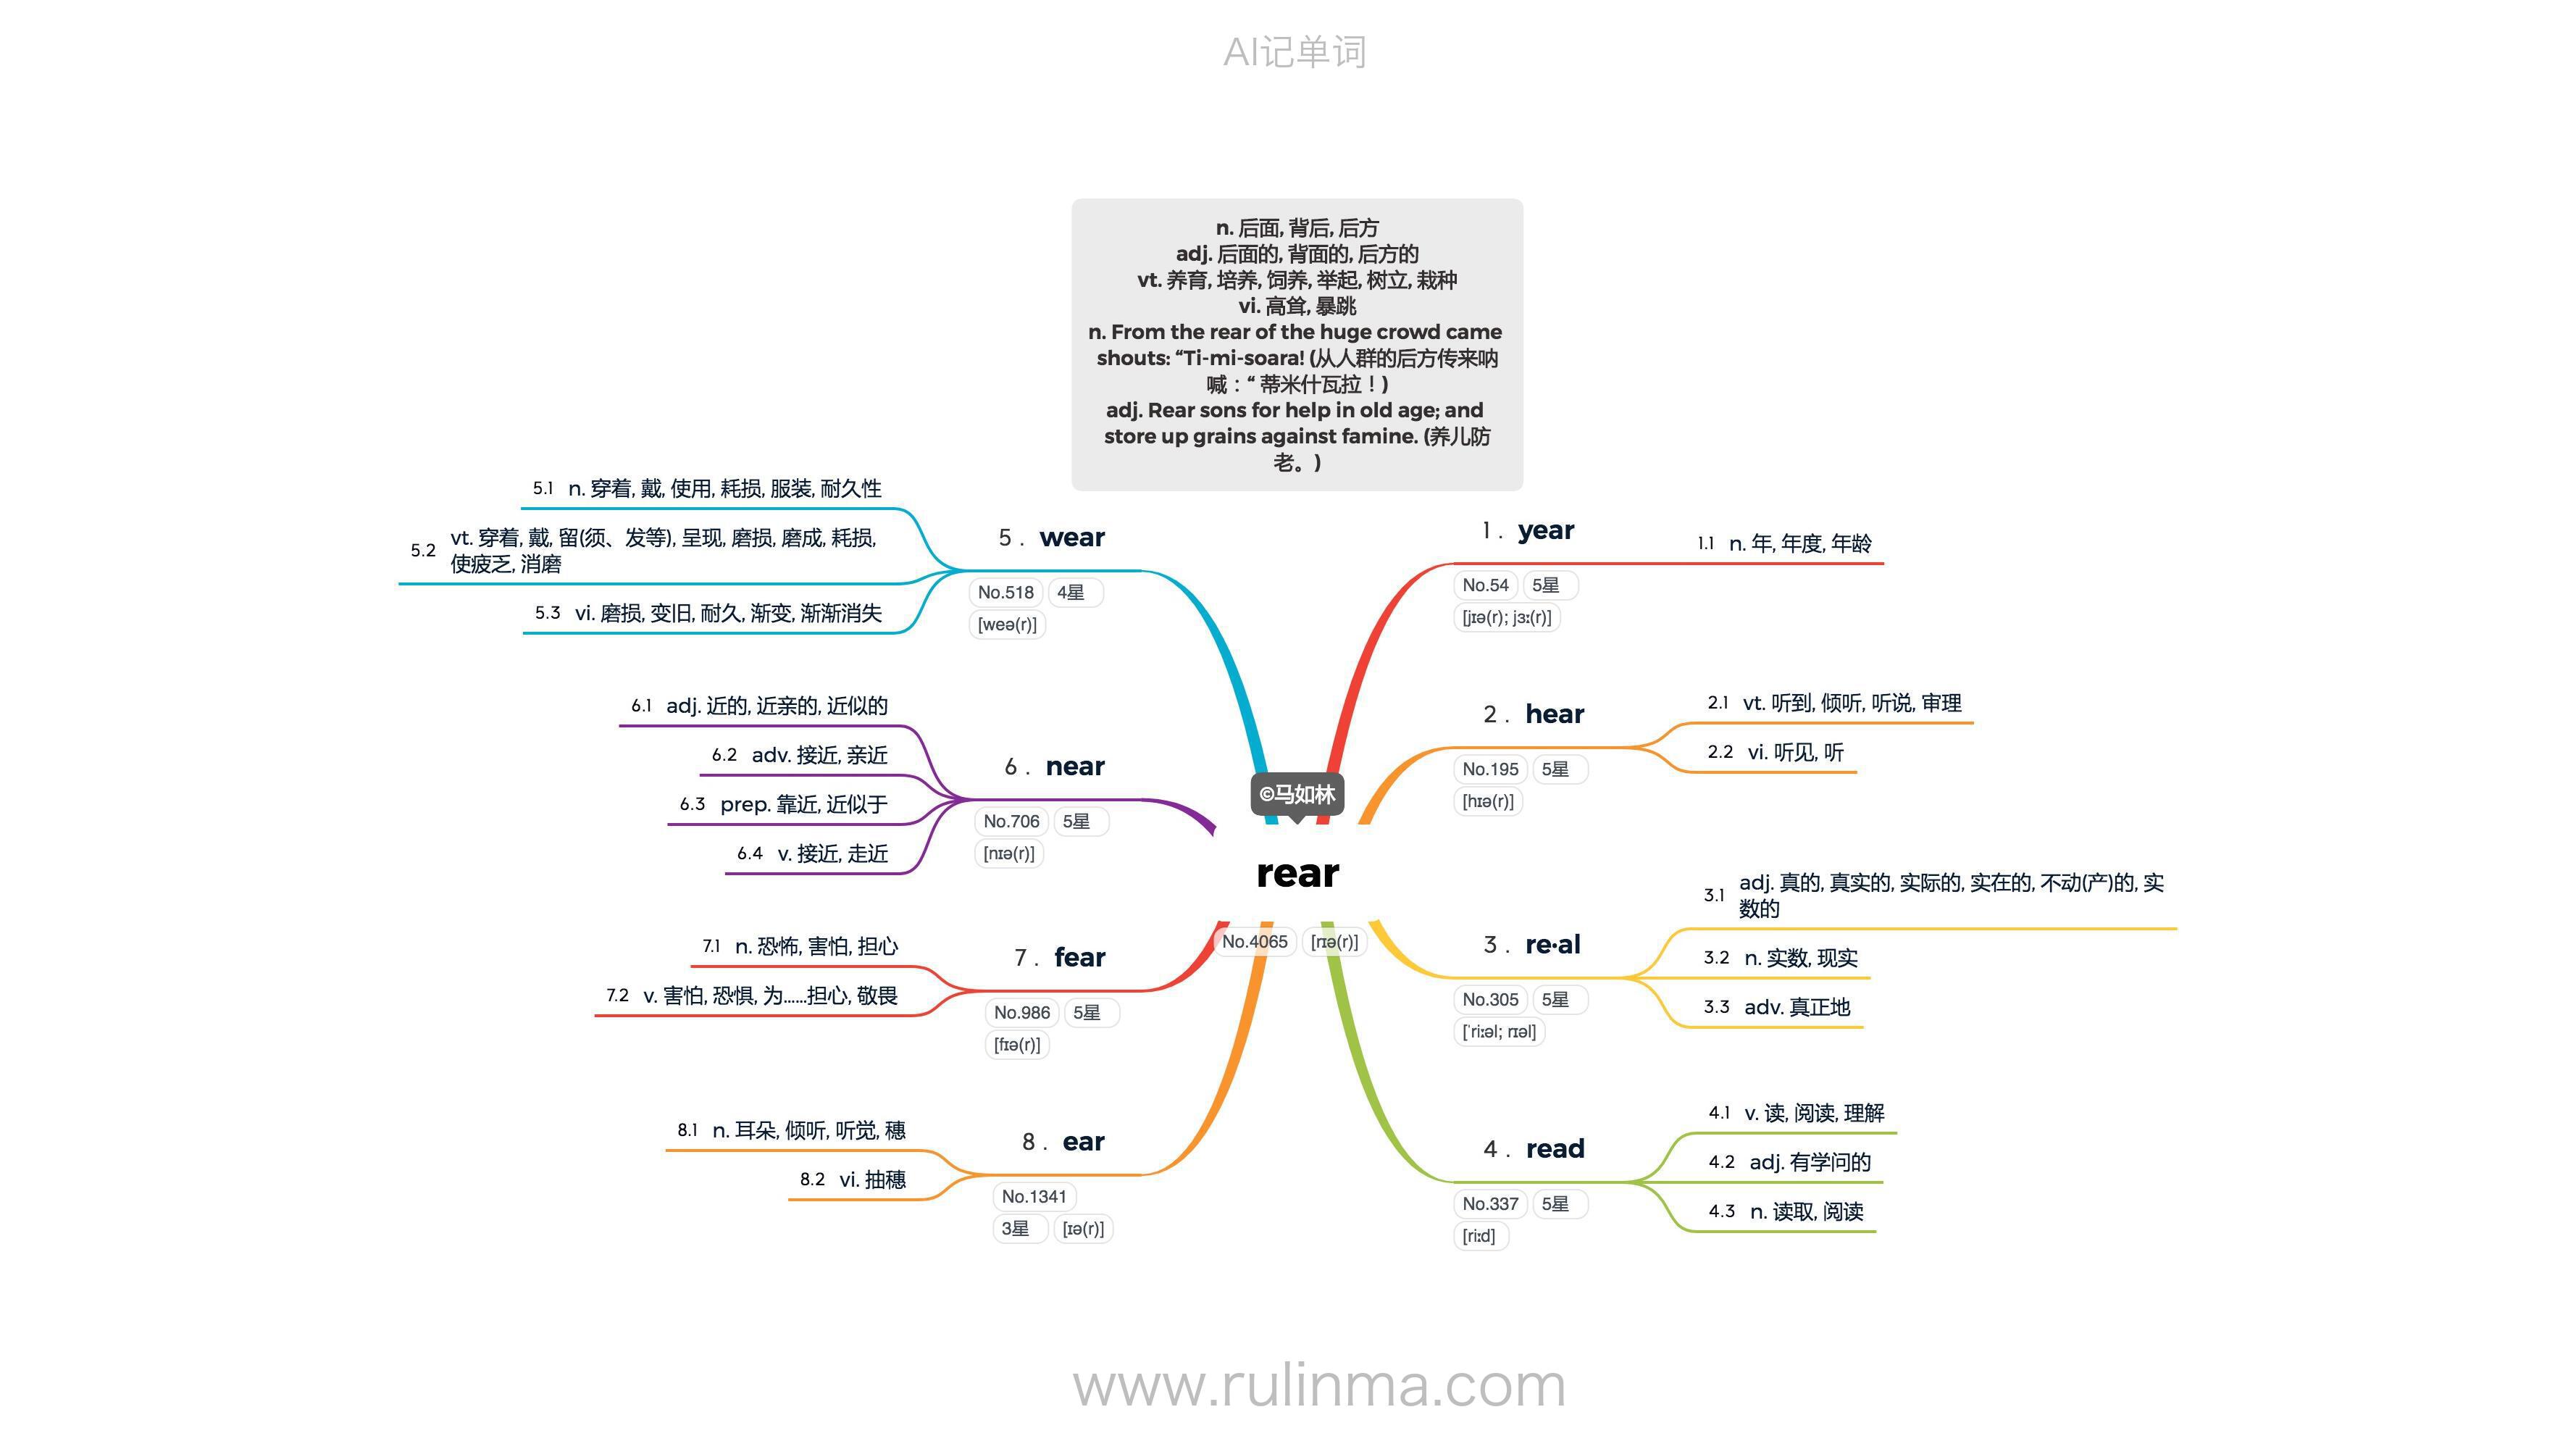 AI记单词
n. 后面, 背后, 后方
adj. 后面的, 背面的, 后方的
vt. 养育, 培养, 饲养, 举起, 树立, 栽种
vi. 高耸, 暴跳
n. From the rear of the huge crowd came
shouts: “Ti-mi-soara! (从人群的后方传来呐
喊：“ 蒂米什瓦拉！)
adj. Rear sons for help in old age; and
store up grains against famine. (养儿防
老。)
©马如林
rear
No.4065 [rɪə(r)]
1. year
No.54 5星
[jɪə(r); jɜː(r)]
1.1 n. 年, 年度, 年龄
2. hear
No.195 5星
[hɪə(r)]
2.1 vt. 听到, 倾听, 听说, 审理
2.2 vi. 听见, 听
3. re·al
No.305 5星
[ˈriːəl; rɪəl]
3.1 adj. 真的, 真实的, 实际的, 实在的, 不动(产)的, 实
数的
3.2 n. 实数, 现实
3.3 adv. 真正地
4. read
No.337 5星
[riːd]
4.1 v. 读, 阅读, 理解
4.2 adj. 有学问的
4.3 n. 读取, 阅读
5. wear
No.518 4星
[weə(r)]
5.1 n. 穿着, 戴, 使用, 耗损, 服装, 耐久性
5.2 vt. 穿着, 戴, 留(须、发等), 呈现, 磨损, 磨成, 耗损,
使疲乏, 消磨
5.3 vi. 磨损, 变旧, 耐久, 渐变, 渐渐消失
6. near
No.706 5星
[nɪə(r)]
6.1 adj. 近的, 近亲的, 近似的
6.2 adv. 接近, 亲近
6.3 prep. 靠近, 近似于
6.4 v. 接近, 走近
7. fear
No.986 5星
[fɪə(r)]
7.1 n. 恐怖, 害怕, 担心
7.2 v. 害怕, 恐惧, 为……担心, 敬畏
8. ear
No.1341
3星 [ɪə(r)]
8.1 n. 耳朵, 倾听, 听觉, 穗
8.2 vi. 抽穗
www.rulinma.com